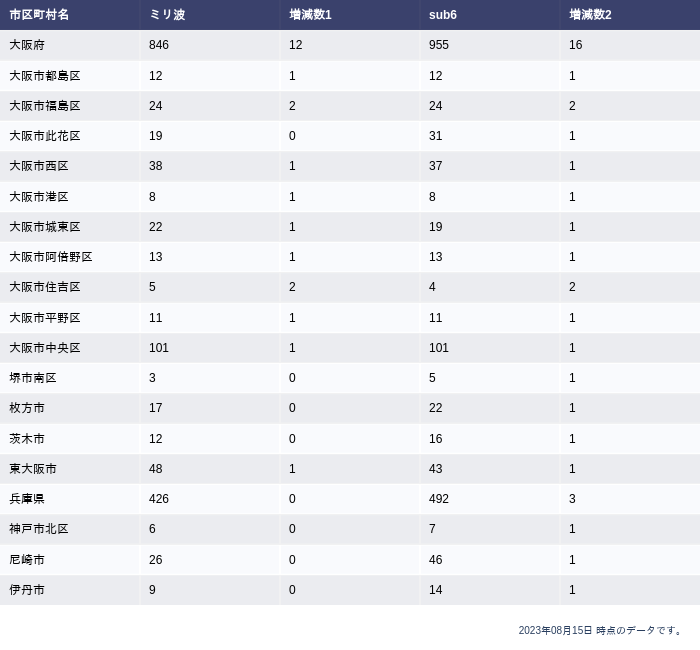 市区町村名 ミリ波 増減数1 sub6 増減数2
大阪府 846 12 955 16
大阪市都島区 12 1 12 1
大阪市福島区 24 2 24 2
大阪市此花区 19 0 31 1
大阪市西区 38 1 37 1
大阪市港区 8 1 8 1
大阪市城東区 22 1 19 1
大阪市阿倍野区 13 1 13 1
大阪市住吉区 5 2 4 2
大阪市平野区 11 1 11 1
大阪市中央区 101 1 101 1
堺市南区 3 0 5 1
枚方市 17 0 22 1
茨木市 12 0 16 1
東大阪市 48 1 43 1
兵庫県 426 0 492 3
神戸市北区 6 0 7 1
尼崎市 26 0 46 1
伊丹市 9 0 14 1
2023年08月15日 時点のデータです。